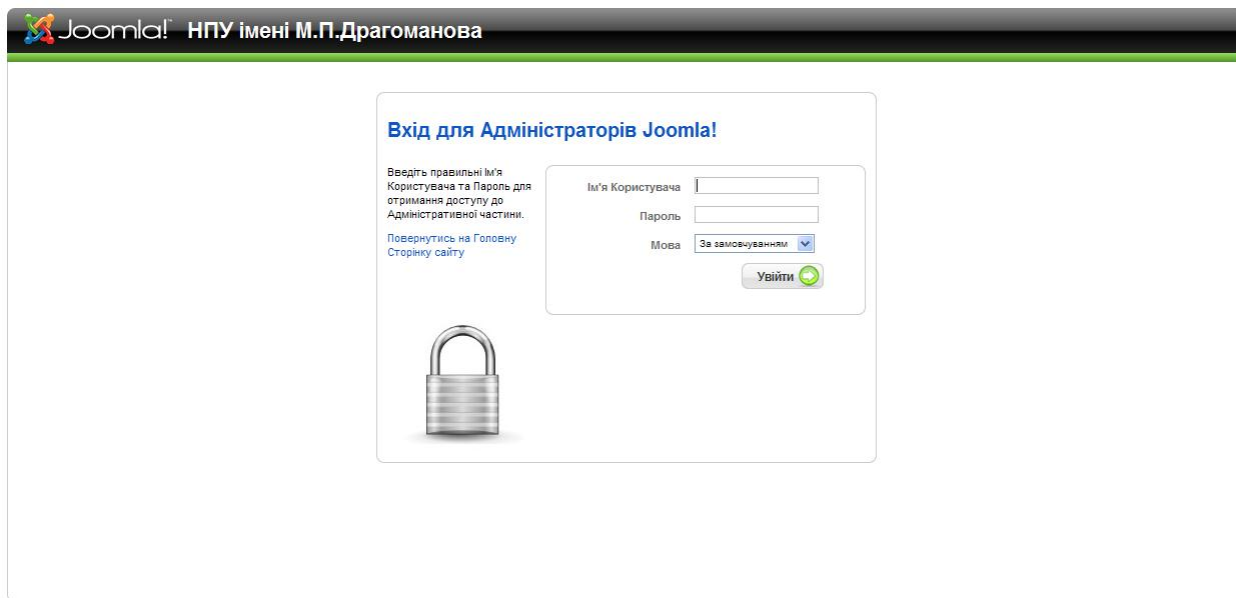 Joomla! НПУ імені М.П.Драгоманова
Вхід для Адміністраторів Joomla!
Введіть правильні Ім'я
Користувача та Пароль для
отримання доступу до
Адміністративної частини.
Повернутись на Головну
Сторінку сайту
Ім'я Користувача
Пароль
Мова За замовчуванням
Увійти